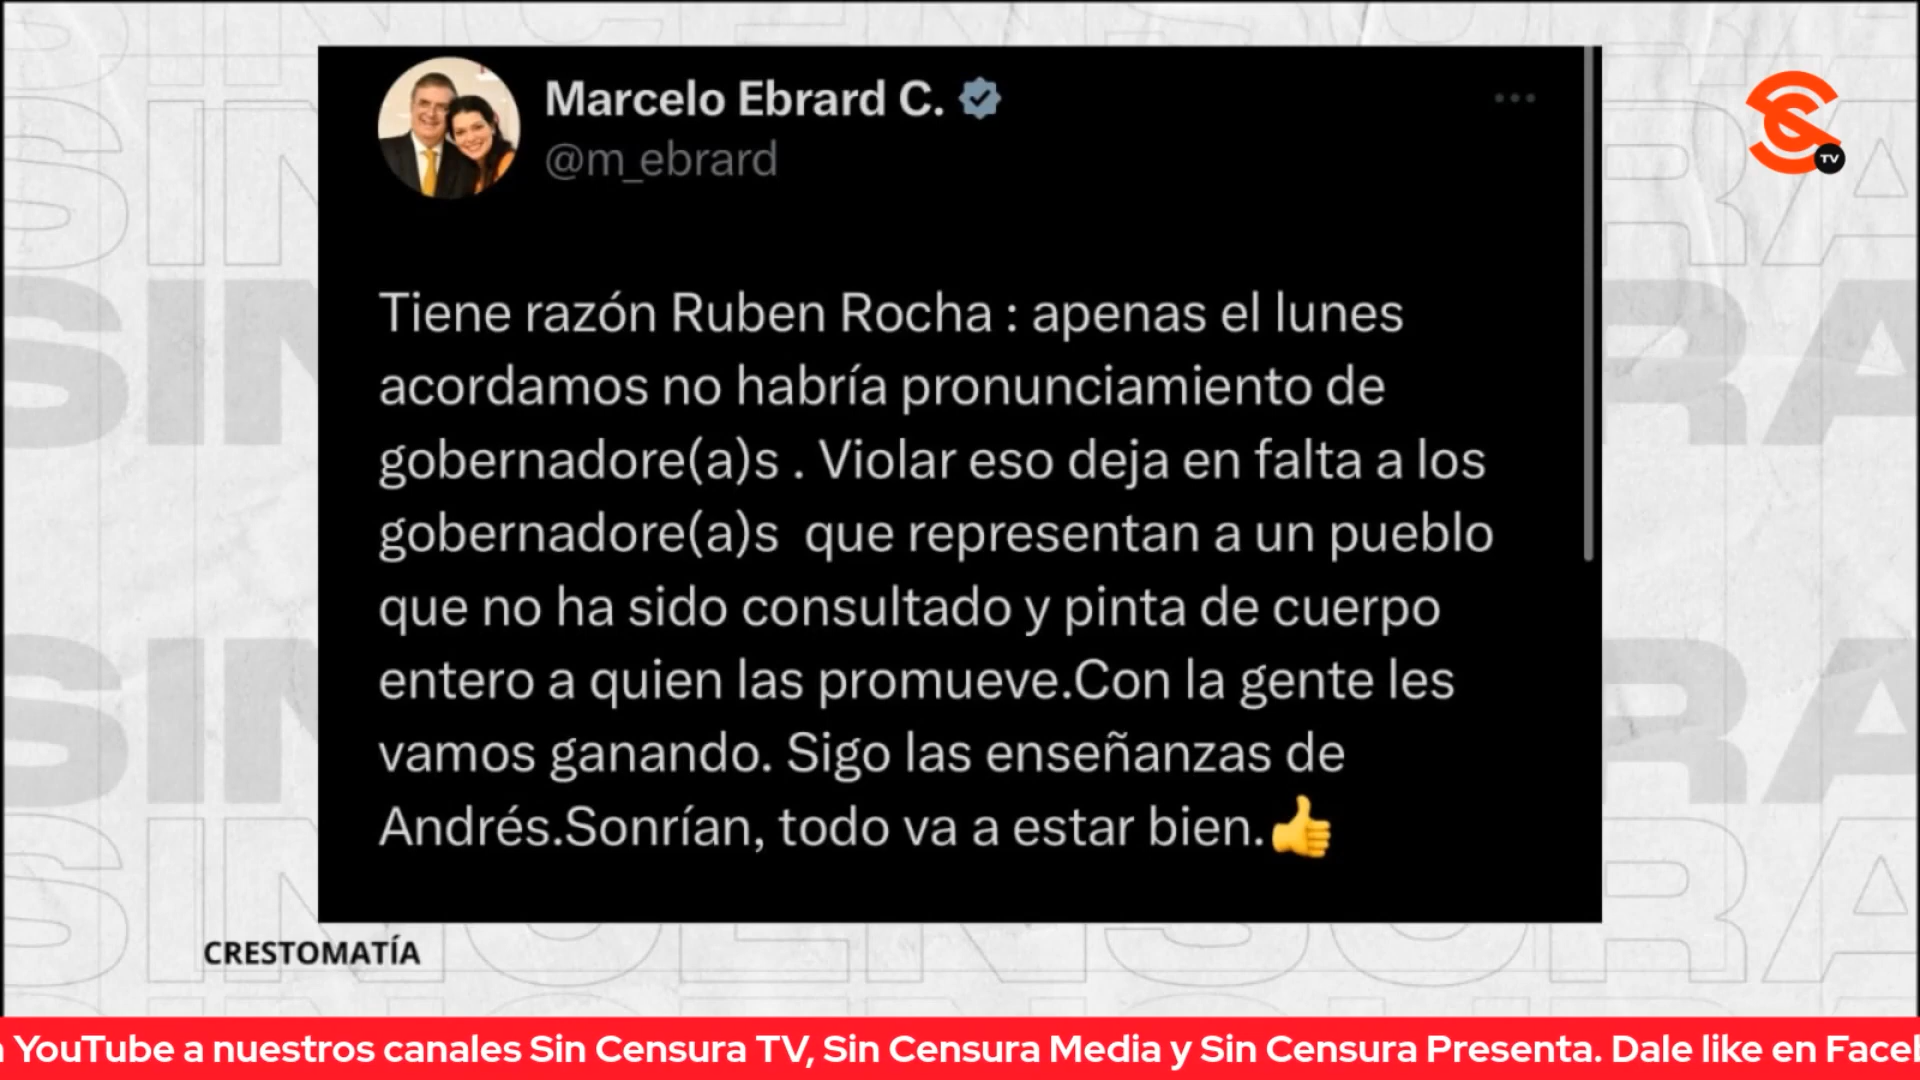 Marcelo Ebrard C.
@m_ebrard
TV
Tiene razón Ruben Rocha : apenas el lunes
acordamos no habría pronunciamiento de
gobernadore(a)s . Violar eso deja en falta a los
gobernadore(a)s  que representan a un pueblo
que no ha sido consultado y pinta de cuerpo
entero a quien las promueve.Con la gente les
vamos ganando. Sigo las enseñanzas de
Andrés.Sonrían, todo va a estar bien.👍
CRESTOMATÍA
YouTube a nuestros canales Sin Censura TV, Sin Censura Media y Sin Censura Presenta. Dale like en